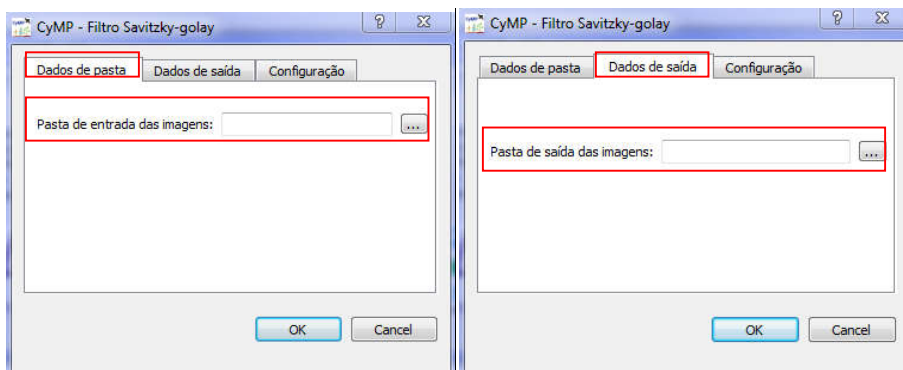 CyMP - Filtro Savitzky-golay
Dados de pasta Dados de saída Configuração
Pasta de entrada das imagens: ...
OK Cancel
CyMP - Filtro Savitzky-golay
Dados de pasta Dados de saída Configuração
Pasta de saída das imagens: ...
OK Cancel